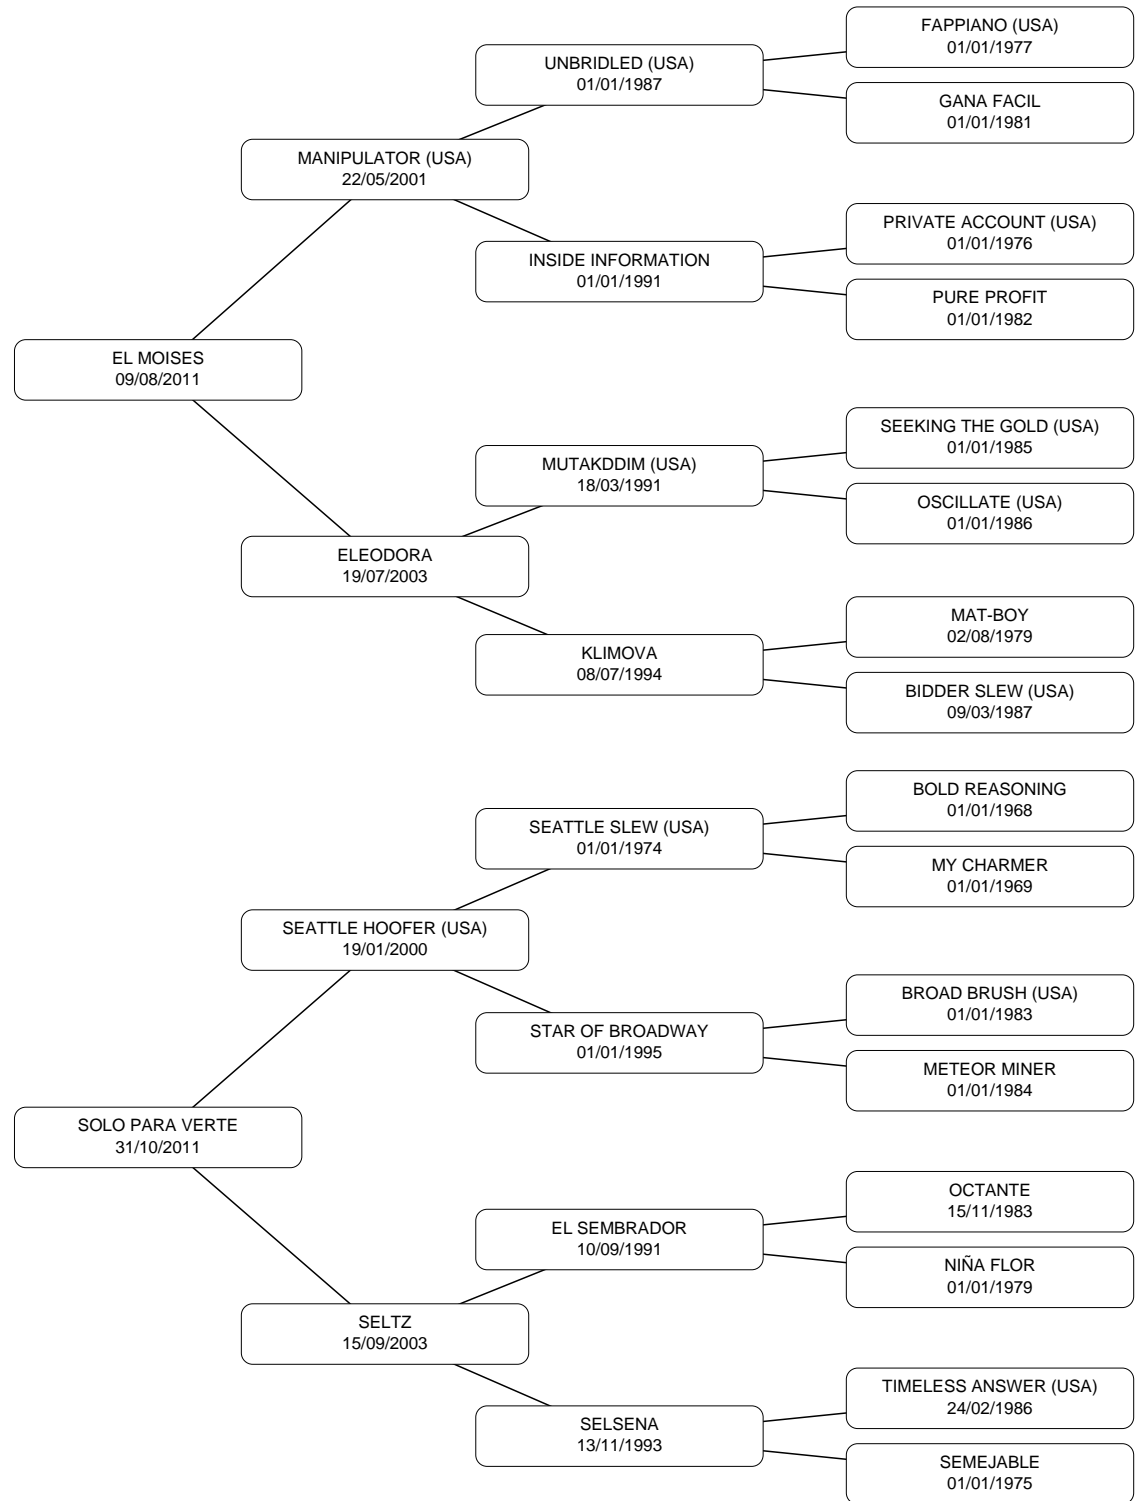 FAPPIANO (USA)
01/01/1977
UNBRIDLED (USA)
01/01/1987
GANA FACIL
01/01/1981
MANIPULATOR (USA)
22/05/2001
PRIVATE ACCOUNT (USA)
01/01/1976
INSIDE INFORMATION
01/01/1991
PURE PROFIT
01/01/1982
EL MOISES
09/08/2011
SEEKING THE GOLD (USA)
01/01/1985
MUTAKDDIM (USA)
18/03/1991
OSCILLATE (USA)
01/01/1986
ELEODORA
19/07/2003
MAT-BOY
02/08/1979
KLIMOVA
08/07/1994
BIDDER SLEW (USA)
09/03/1987
BOLD REASONING
01/01/1968
SEATTLE SLEW (USA)
01/01/1974
MY CHARMER
01/01/1969
SEATTLE HOOFER (USA)
19/01/2000
BROAD BRUSH (USA)
01/01/1983
STAR OF BROADWAY
01/01/1995
METEOR MINER
01/01/1984
SOLO PARA VERTE
31/10/2011
OCTANTE
15/11/1983
EL SEMBRADOR
10/09/1991
NIÑA FLOR
01/01/1979
SELTZ
15/09/2003
TIMELESS ANSWER (USA)
24/02/1986
SELSENA
13/11/1993
SEMEJABLE
01/01/1975